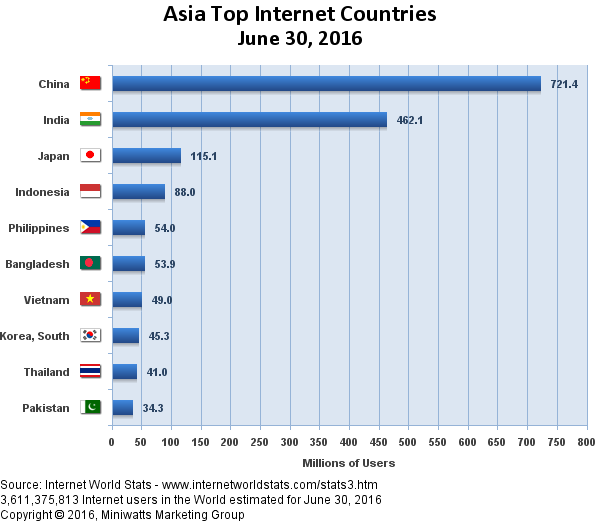 Asia Top Internet Countries
June 30, 2016
China 721.4
India 462.1
Japan 115.1
Indonesia 88.0
Philippines 54.0
Bangladesh 53.9
Vietnam 49.0
Korea, South 45.3
Thailand 41.0
Pakistan 34.3
0 50 100 150 200 250 300 350 400 450 500 550 600 650 700 750 800
Millions of Users
Source: Internet World Stats - www.internetworldstats.com/stats3.htm
3,611,375,813 Internet users in the World estimated for June 30, 2016
Copyright © 2016, Miniwatts Marketing Group